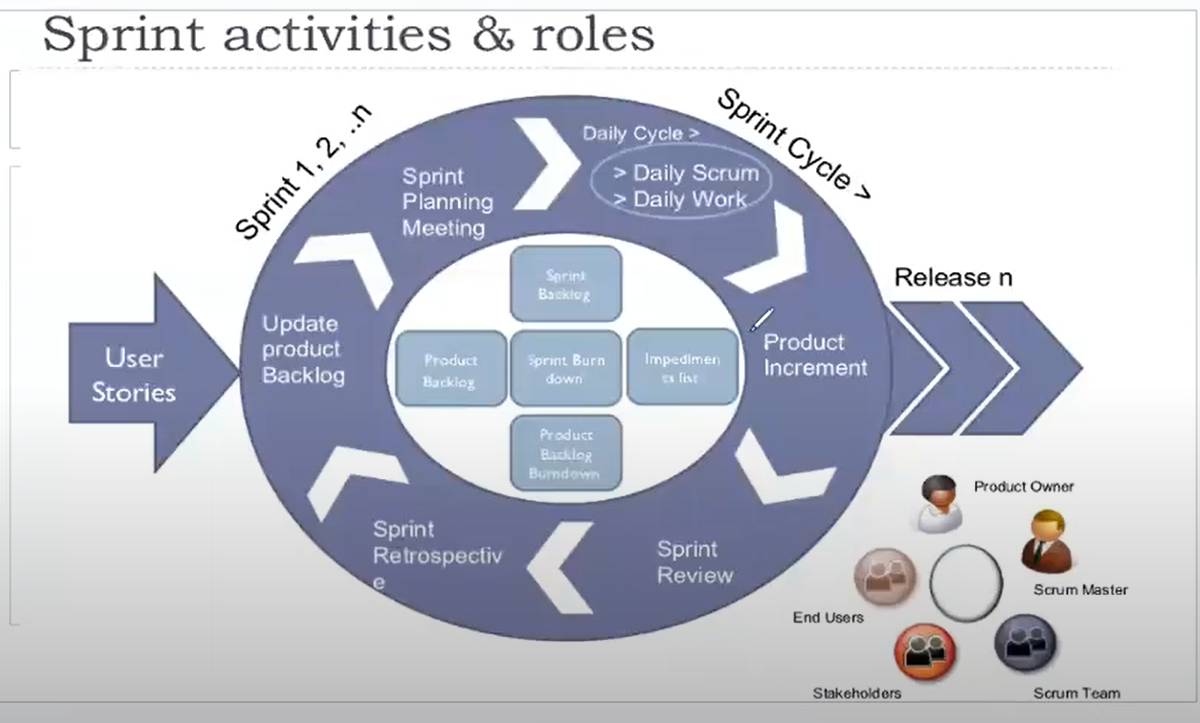 Sprint activities & roles
Sprint 1, 2, ..n
Sprint Cycle >
Daily Cycle >
> Daily Scrum
> Daily Work
Sprint
Planning
Meeting
Update
product
Backlog
User
Stories
Sprint
Backlog
Product
Backlog
Sprint Burn
down
Impedimen
ts list
Product
Backlog
Burndown
Product
Increment
Release n
Sprint
Retrospectiv
e
Sprint
Review
Product Owner
Scrum Master
End Users
Stakeholders
Scrum Team